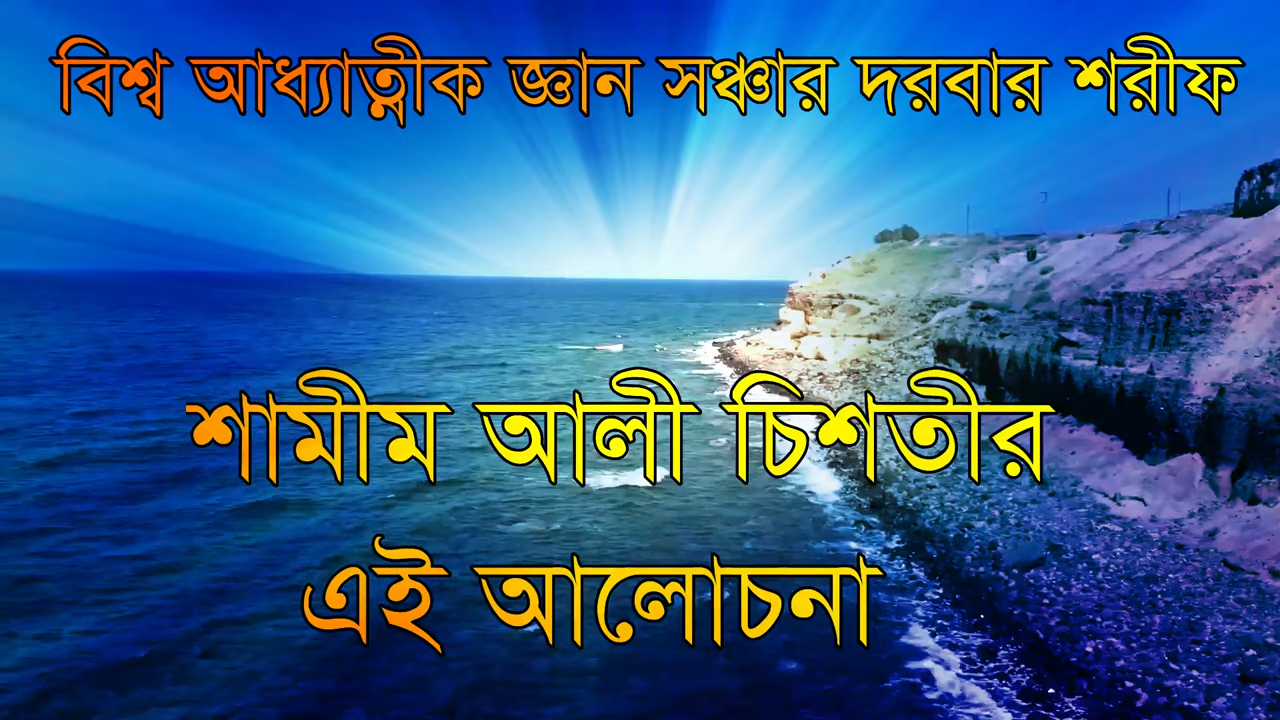 বিশ্ব আধ্যাত্নীক জ্ঞান সঞ্চার দরবার শরীফ
শামীম আলী চিশতীর
এই আলোচনা